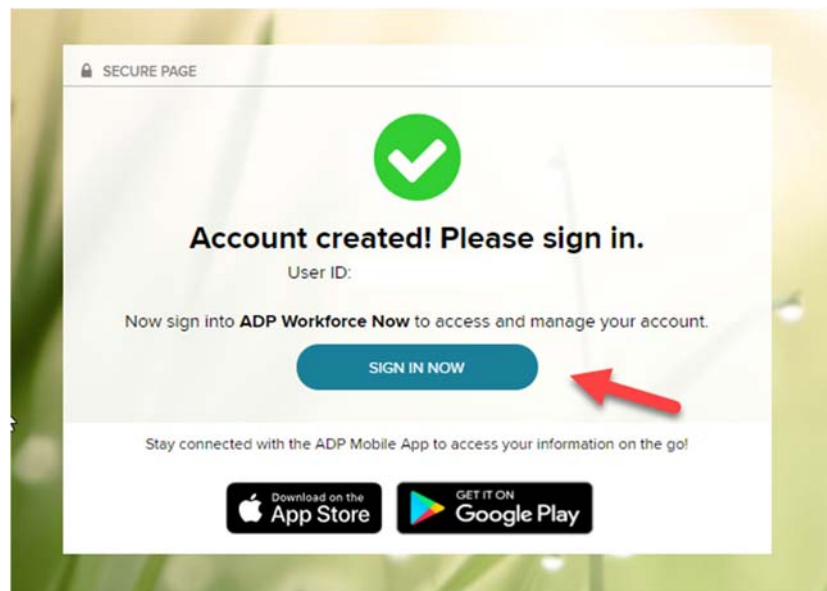 SECURE PAGE
Account created! Please sign in.
User ID:
Now sign into ADP Workforce Now to access and manage your account.
SIGN IN NOW
Stay connected with the ADP Mobile App to access your information on the go!
Download on the
App Store
GET IT ON
Google Play